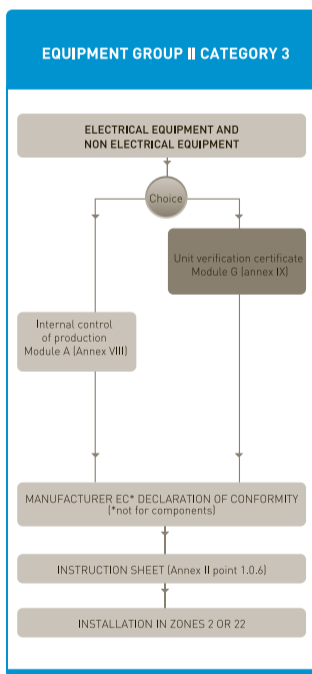 EQUIPMENT GROUP II CATEGORY 3
ELECTRICAL EQUIPMENT AND
NON ELECTRICAL EQUIPMENT
Choice
Unit verification certificate
Module G (annex IX)
Internal control
of production
Module A (Annex VIII)
MANUFACTURER EC* DECLARATION OF CONFORMITY
(*not for components)
INSTRUCTION SHEET (Annex II point 1.0.6)
INSTALLATION IN ZONES 2 OR 22